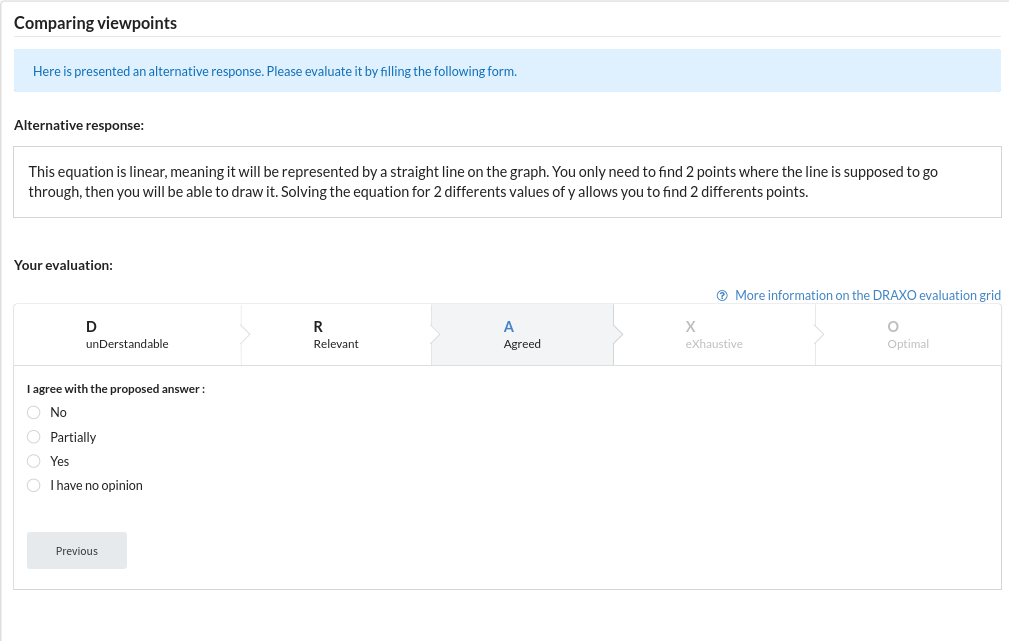 Comparing viewpoints
Here is presented an alternative response. Please evaluate it by filling the following form.
Alternative response:
This equation is linear, meaning it will be represented by a straight line on the graph. You only need to find 2 points where the line is supposed to go
through, then you will be able to draw it. Solving the equation for 2 differents values of y allows you to find 2 differents points.
Your evaluation:
More information on the DRAXO evaluation grid
D
unDerstandable
R
Relevant
A
Agreed
X
eXhaustive
O
Optimal
I agree with the proposed answer :
No
Partially
Yes
I have no opinion
Previous